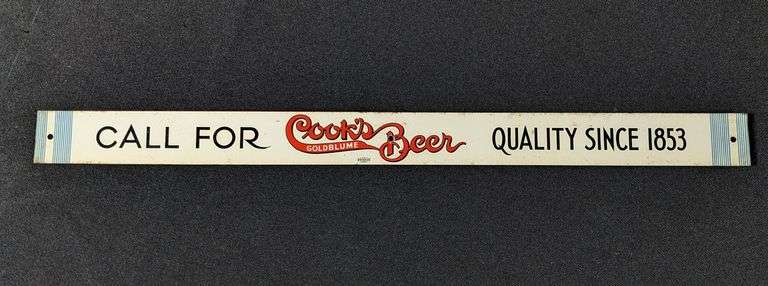 CALL FOR Cook's GOLDBLUME Beer QUALITY SINCE 1853